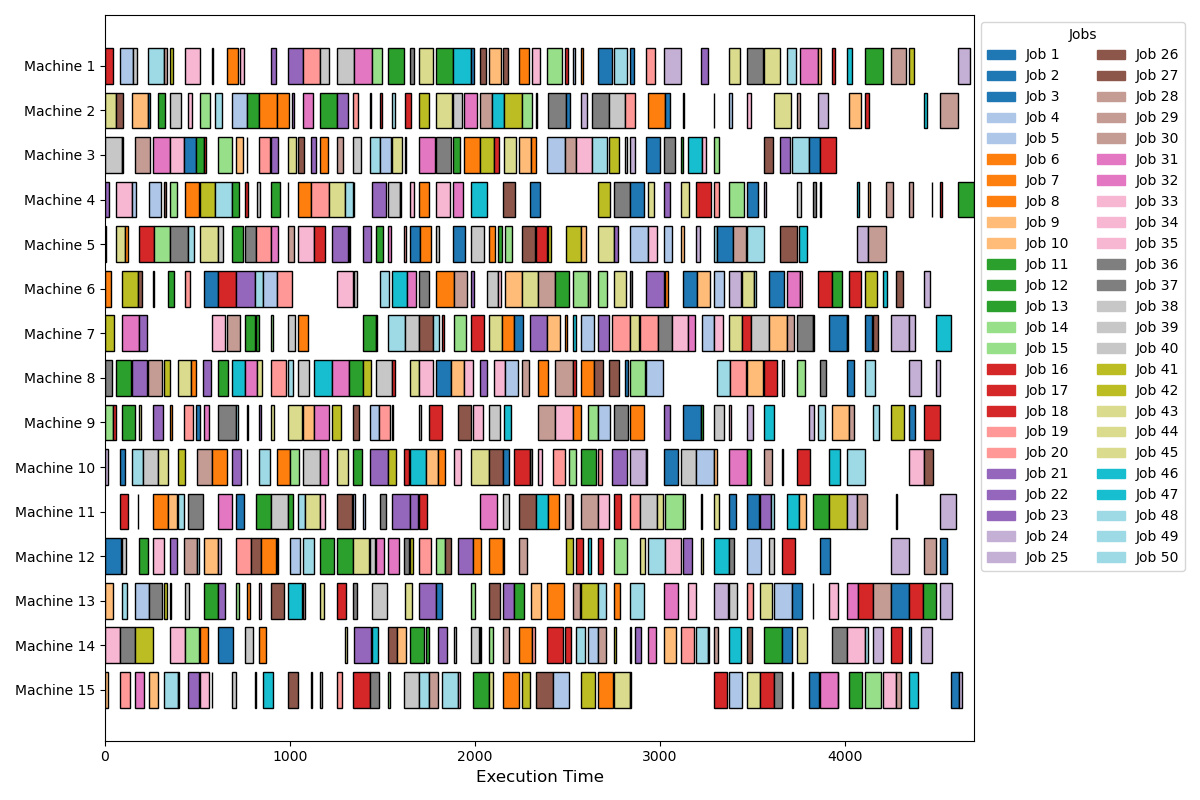 Machine 1
Machine 2
Machine 3
Machine 4
Machine 5
Machine 6
Machine 7
Machine 8
Machine 9
Machine 10
Machine 11
Machine 12
Machine 13
Machine 14
Machine 15
0 1000 2000 3000 4000
Execution Time
Jobs
Job 1 Job 26
Job 2 Job 27
Job 3 Job 28
Job 4 Job 29
Job 5 Job 30
Job 6 Job 31
Job 7 Job 32
Job 8 Job 33
Job 9 Job 34
Job 10 Job 35
Job 11 Job 36
Job 12 Job 37
Job 13 Job 38
Job 14 Job 39
Job 15 Job 40
Job 16 Job 41
Job 17 Job 42
Job 18 Job 43
Job 19 Job 44
Job 20 Job 45
Job 21 Job 46
Job 22 Job 47
Job 23 Job 48
Job 24 Job 49
Job 25 Job 50